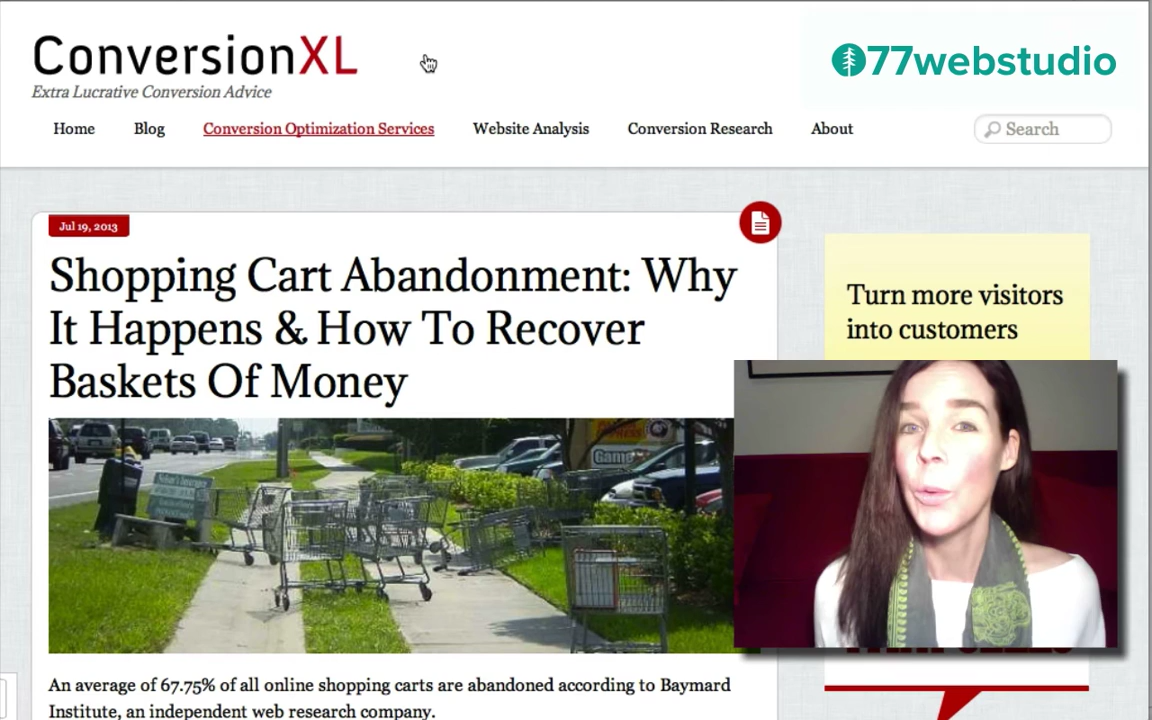 ConversionXL
Extra Lucrative Conversion Advice
77webstudio
Home Blog Conversion Optimization Services Website Analysis Conversion Research About Search
Jul 19, 2013
Shopping Cart Abandonment: Why
It Happens & How To Recover
Baskets Of Money
Turn more visitors
into customers
An average of 67.75% of all online shopping carts are abandoned according to Baymard
Institute, an independent web research company.